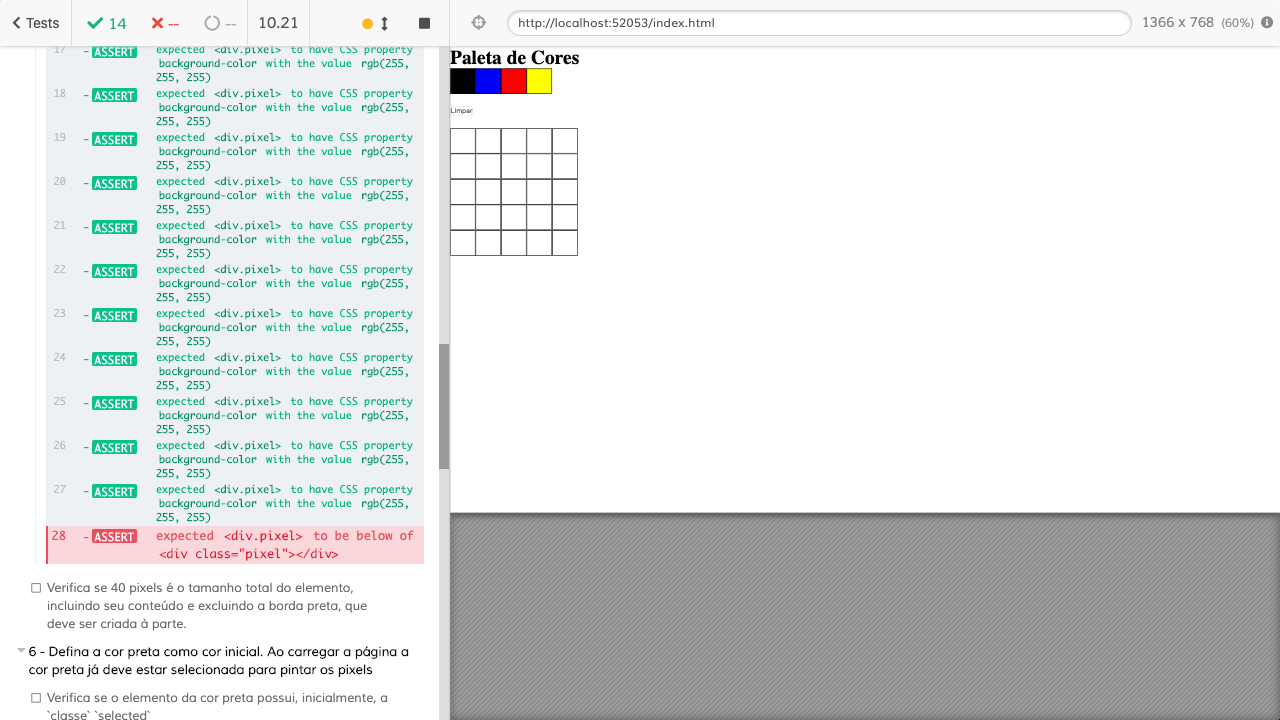 Tests
14
--
--
10.21
http://localhost:52053/index.html
1366 x 768 (60%)
17 - ASSERT expected <div.pixel> to have CSS property
background-color with the value rgb(255,
255, 255)
18 - ASSERT expected <div.pixel> to have CSS property
background-color with the value rgb(255,
255, 255)
19 - ASSERT expected <div.pixel> to have CSS property
background-color with the value rgb(255,
255, 255)
20 - ASSERT expected <div.pixel> to have CSS property
background-color with the value rgb(255,
255, 255)
21 - ASSERT expected <div.pixel> to have CSS property
background-color with the value rgb(255,
255, 255)
22 - ASSERT expected <div.pixel> to have CSS property
background-color with the value rgb(255,
255, 255)
23 - ASSERT expected <div.pixel> to have CSS property
background-color with the value rgb(255,
255, 255)
24 - ASSERT expected <div.pixel> to have CSS property
background-color with the value rgb(255,
255, 255)
25 - ASSERT expected <div.pixel> to have CSS property
background-color with the value rgb(255,
255, 255)
26 - ASSERT expected <div.pixel> to have CSS property
background-color with the value rgb(255,
255, 255)
27 - ASSERT expected <div.pixel> to have CSS property
background-color with the value rgb(255,
255, 255)
28 - ASSERT expected <div.pixel> to be below of
<div class="pixel"></div>
Verifica se 40 pixels é o tamanho total do elemento,
incluindo seu conteúdo e excluindo a borda preta, que
deve ser criada à parte.
6 - Defina a cor preta como cor inicial. Ao carregar a página a
cor preta já deve estar selecionada para pintar os pixels
Verifica se o elemento da cor preta possui, inicialmente, a
`classe` `selected`
Paleta de Cores
Limpar